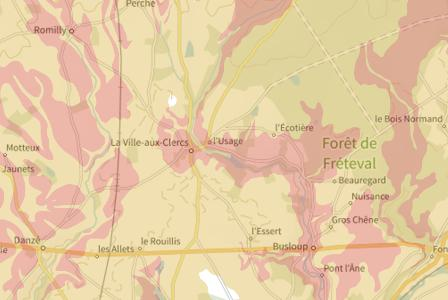 Perche
Romilly
le Bois Normand
l'Écotière
La Ville-aux-Clercs
l'Usage
Forêt de
Fréteval
Motteux
Jaunets
Beauregard
Nuisance
Gros Chêne
l'Essert
Danzé
le Rouillis
les Allets
Busloup
Pont l'Âne